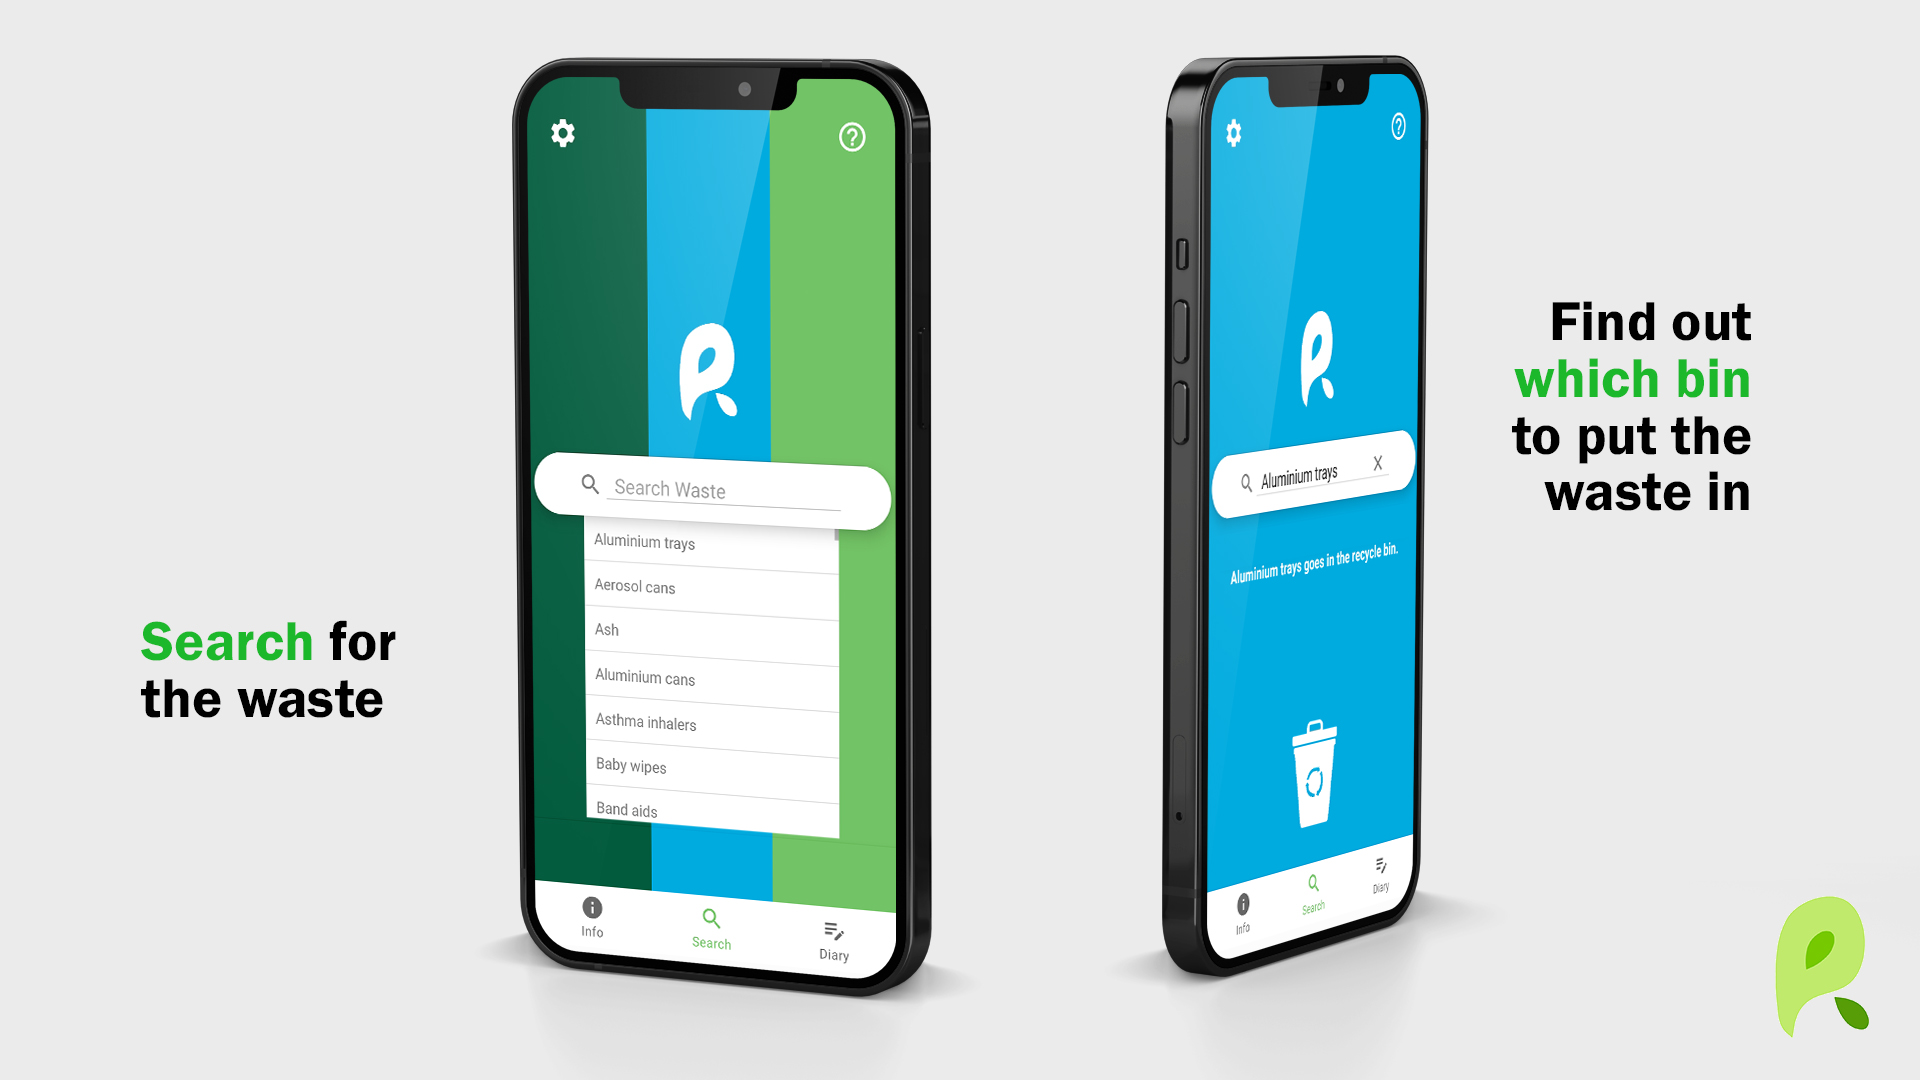 Search for
the waste
Search Waste
Aluminium trays
Aerosol cans
Ash
Aluminium cans
Asthma inhalers
Baby wipes
Band aids
Info
Search
Diary
Aluminium trays
Aluminium trays goes in the recycle bin.
Info
Search
Diary
Find out
which bin
to put the
waste in